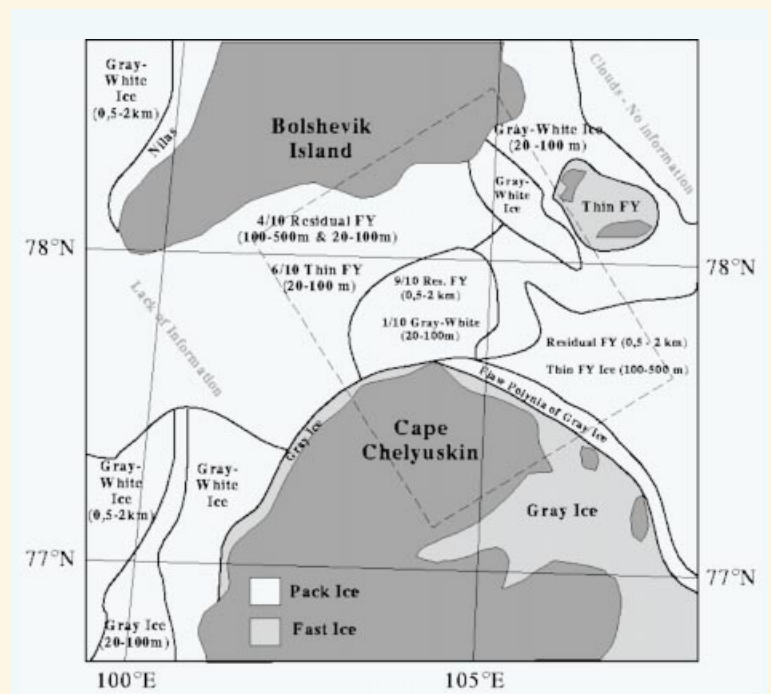 Gray-
White
Ice
(0,5-2km)
Nilas
Bolshevik
Island
Clouds - No information
Gray-White Ice
(20 -100 m)
Gray-
White
Ice
Thin FY
4/10 Residual FY
(100-500m & 20-100m)
78°N
78°N
6/10 Thin FY
(20-100 m)
9/10 Res. FY
(0,5-2 km)
1/10 Gray-White
(20-100m)
Lack of Information
Residual FY (0,5 - 2 km)
Thin FY Ice (100-500 m)
Flaw Polynia of Gray Ice
Gray Ice
Cape
Chelyuskin
Gray-
White
Ice
(0,5-2km)
Gray-
White
Ice
Gray Ice
77°N
77°N
Pack Ice
Fast Ice
Gray Ice
(20-100m)
100°E
105°E